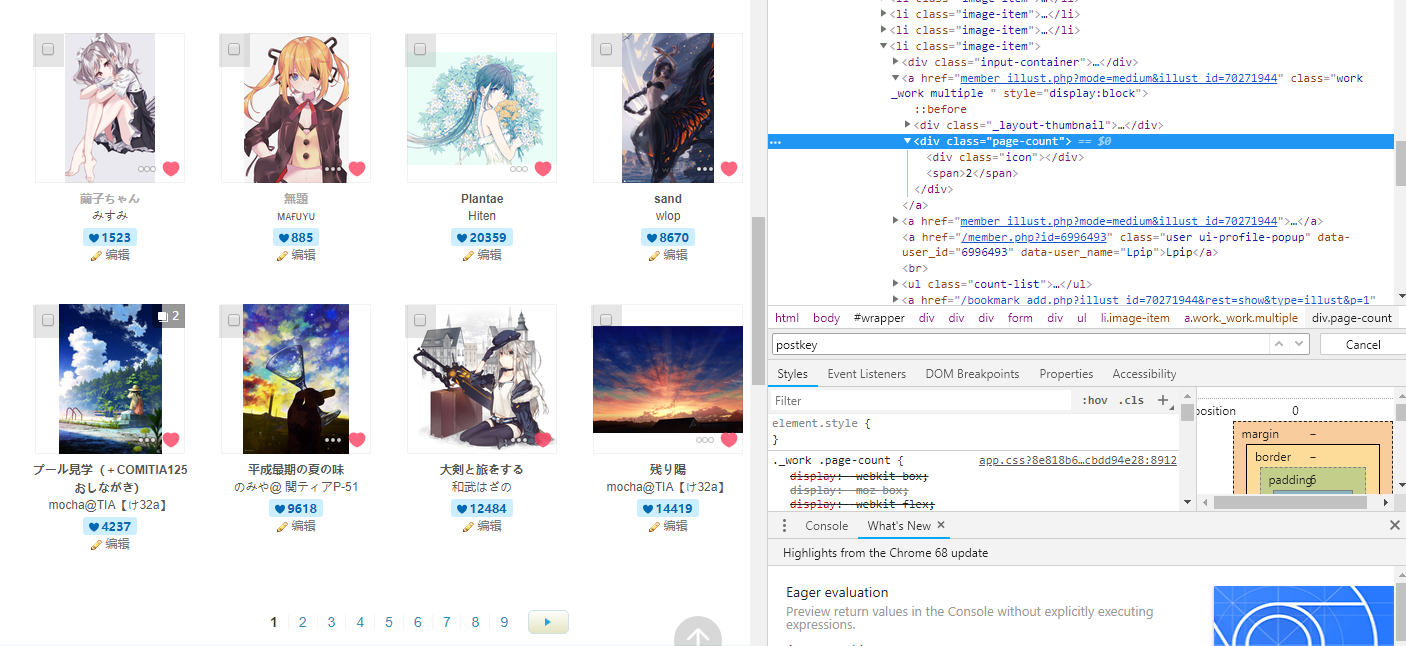 繭子ちゃん
みすみ
1523
编辑
無題
MAFUYU
885
编辑
Plantae
Hiten
20359
编辑
sand
wlop
8670
编辑
2
プール見学（＋COMITIA125
おしながき)
mocha@TIA【け32a】
4237
编辑
平成最期の夏の味
のみや@ 関ティアP-51
9618
编辑
大剣と旅をする
和武はざの
12484
编辑
残り陽
mocha@TIA【け32a】
14419
编辑
1 2 3 4 5 6 7 8 9
<li class="image-item">…</li>
<li class="image-item">…</li>
<li class="image-item">
<div class="input-container">…</div>
<a href="member_illust.php?mode=medium&illust_id=70271944" class="work
_work multiple " style="display:block">
::before
<div class="_layout-thumbnail">…</div>
<div class="page-count"> == $0
<div class="icon"></div>
<span>2</span>
</div>
</a>
<a href="member_illust.php?mode=medium&illust_id=70271944">…</a>
<a href="/member.php?id=6996493" class="user ui-profile-popup" data-
user_id="6996493" data-user_name="Lpip">Lpip</a>
<br>
<ul class="count-list">…</ul>
<a href="/bookmark_add.php?illust_id=70271944&rest=show&type=illust&p=1"
html body #wrapper div div div form div ul li.image-item a.work._work.multiple div.page-count
postkey
Cancel
Styles Event Listeners DOM Breakpoints Properties Accessibility
Filter
:hov .cls +
element.style {
}
._work .page-count { app.css?8e818b6…cbdd94e28:8912
display: -webkit-box;
display: -moz-box;
display: -webkit-flex;
position 0
margin –
border –
padding 6
Console What's New ×
Highlights from the Chrome 68 update
Eager evaluation
Preview return values in the Console without explicitly executing
expressions.